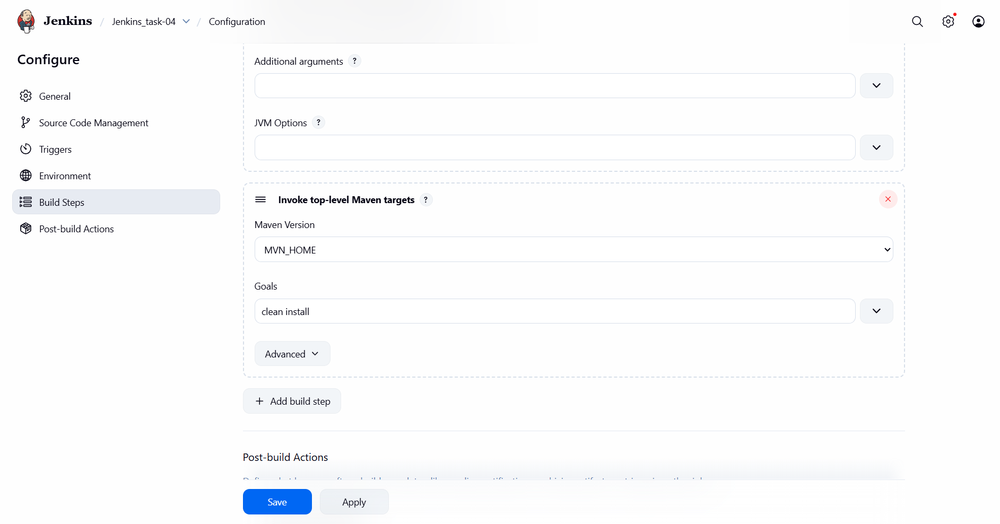 Jenkins / Jenkins_task-04 / Configuration
Configure
General
Source Code Management
Triggers
Environment
Build Steps
Post-build Actions
Additional arguments ?
JVM Options ?
Invoke top-level Maven targets ?
Maven Version
MVN_HOME
Goals
clean install
Advanced
+ Add build step
Post-build Actions
Save
Apply